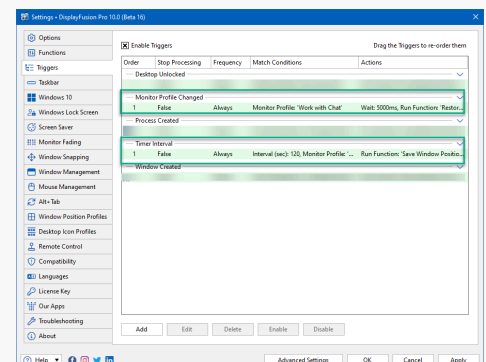 Settings • DisplayFusion Pro 10.0 (Beta 16)
Options
Functions
Triggers
Taskbar
Windows 10
Windows Lock Screen
Screen Saver
Monitor Fading
Window Snapping
Window Management
Mouse Management
Alt+Tab
Window Position Profiles
Desktop Icon Profiles
Remote Control
Compatibility
Languages
License Key
Our Apps
Troubleshooting
About
Enable Triggers
Drag the Triggers to re-order them
Order Stop Processing Frequency Match Conditions Actions
Desktop Unlocked
Monitor Profile Changed
1 False Always Monitor Profile: 'Work with Chat' Wait: 5000ms, Run Function: 'Restor...
Process Created
Timer Interval
1 False Always Interval (sec): 120, Monitor Profile: '... Run Function: 'Save Window Positio...
Window Created
Add Edit Delete Enable Disable
Help Advanced Settings OK Cancel Apply